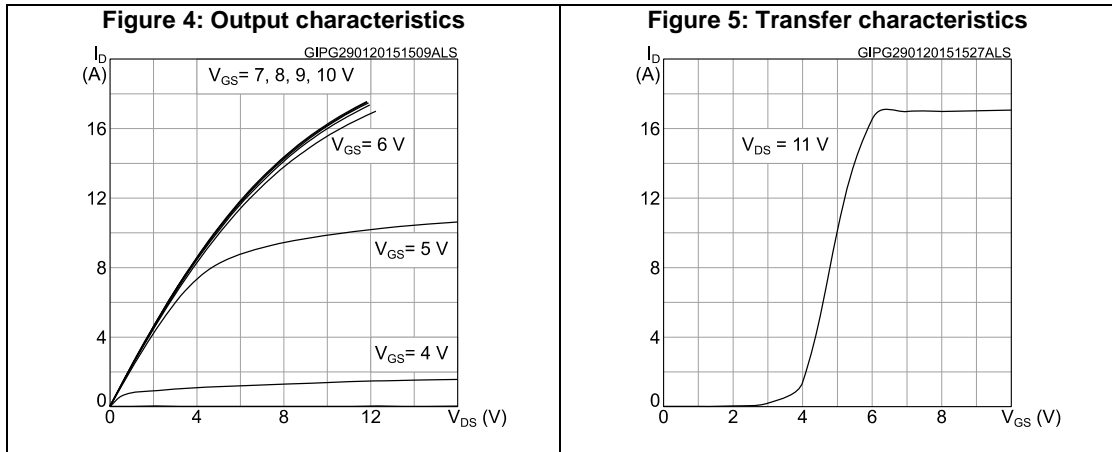 Figure 4: Output characteristics
I_D
(A)
GIPG290120151509ALS
V_GS= 7, 8, 9, 10 V
16
V_GS= 6 V
12
V_GS= 5 V
8
4
V_GS= 4 V
0
0 4 8 12 V_DS (V)
Figure 5: Transfer characteristics
I_D
(A)
GIPG290120151527ALS
16
V_DS = 11 V
12
8
4
0
0 2 4 6 8 V_GS (V)